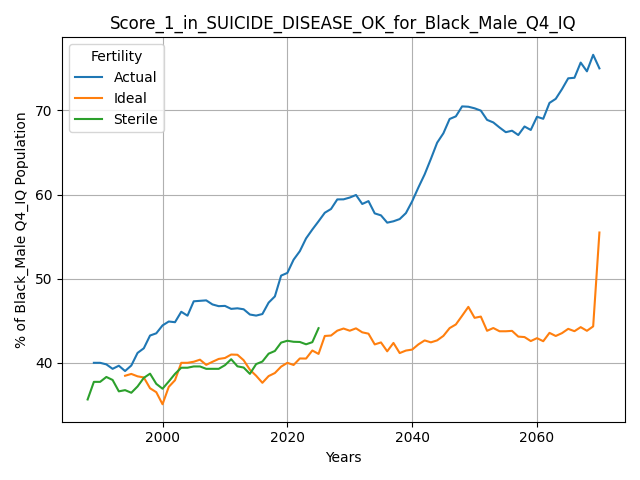 Score_1_in_SUICIDE_DISEASE_OK_for_Black_Male_Q4_IQ
Fertility
Actual
Ideal
Sterile
% of Black_Male Q4_IQ Population
70
60
50
40
2000
2020
2040
2060
Years